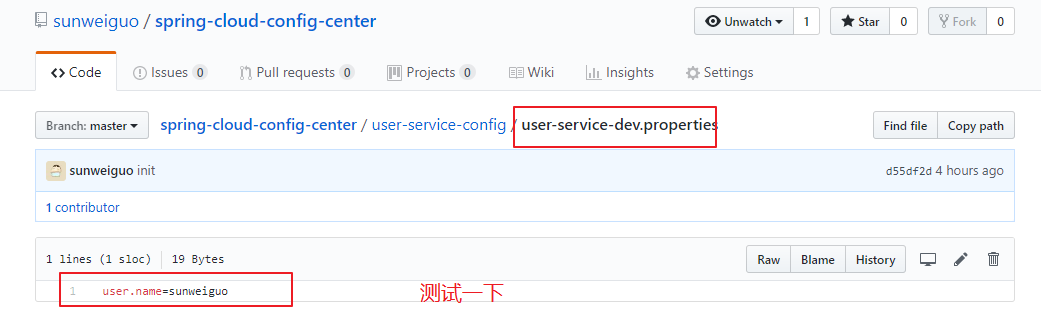 sunweiguo / spring-cloud-config-center
Unwatch 1 Star 0 Fork 0
Code Issues 0 Pull requests 0 Projects 0 Wiki Insights Settings
Branch: master spring-cloud-config-center / user-service-config / user-service-dev.properties Find file Copy path
sunweiguo init d55df2d 4 hours ago
1 contributor
1 lines (1 sloc) 19 Bytes Raw Blame History
1 user.name=sunweiguo
测试一下